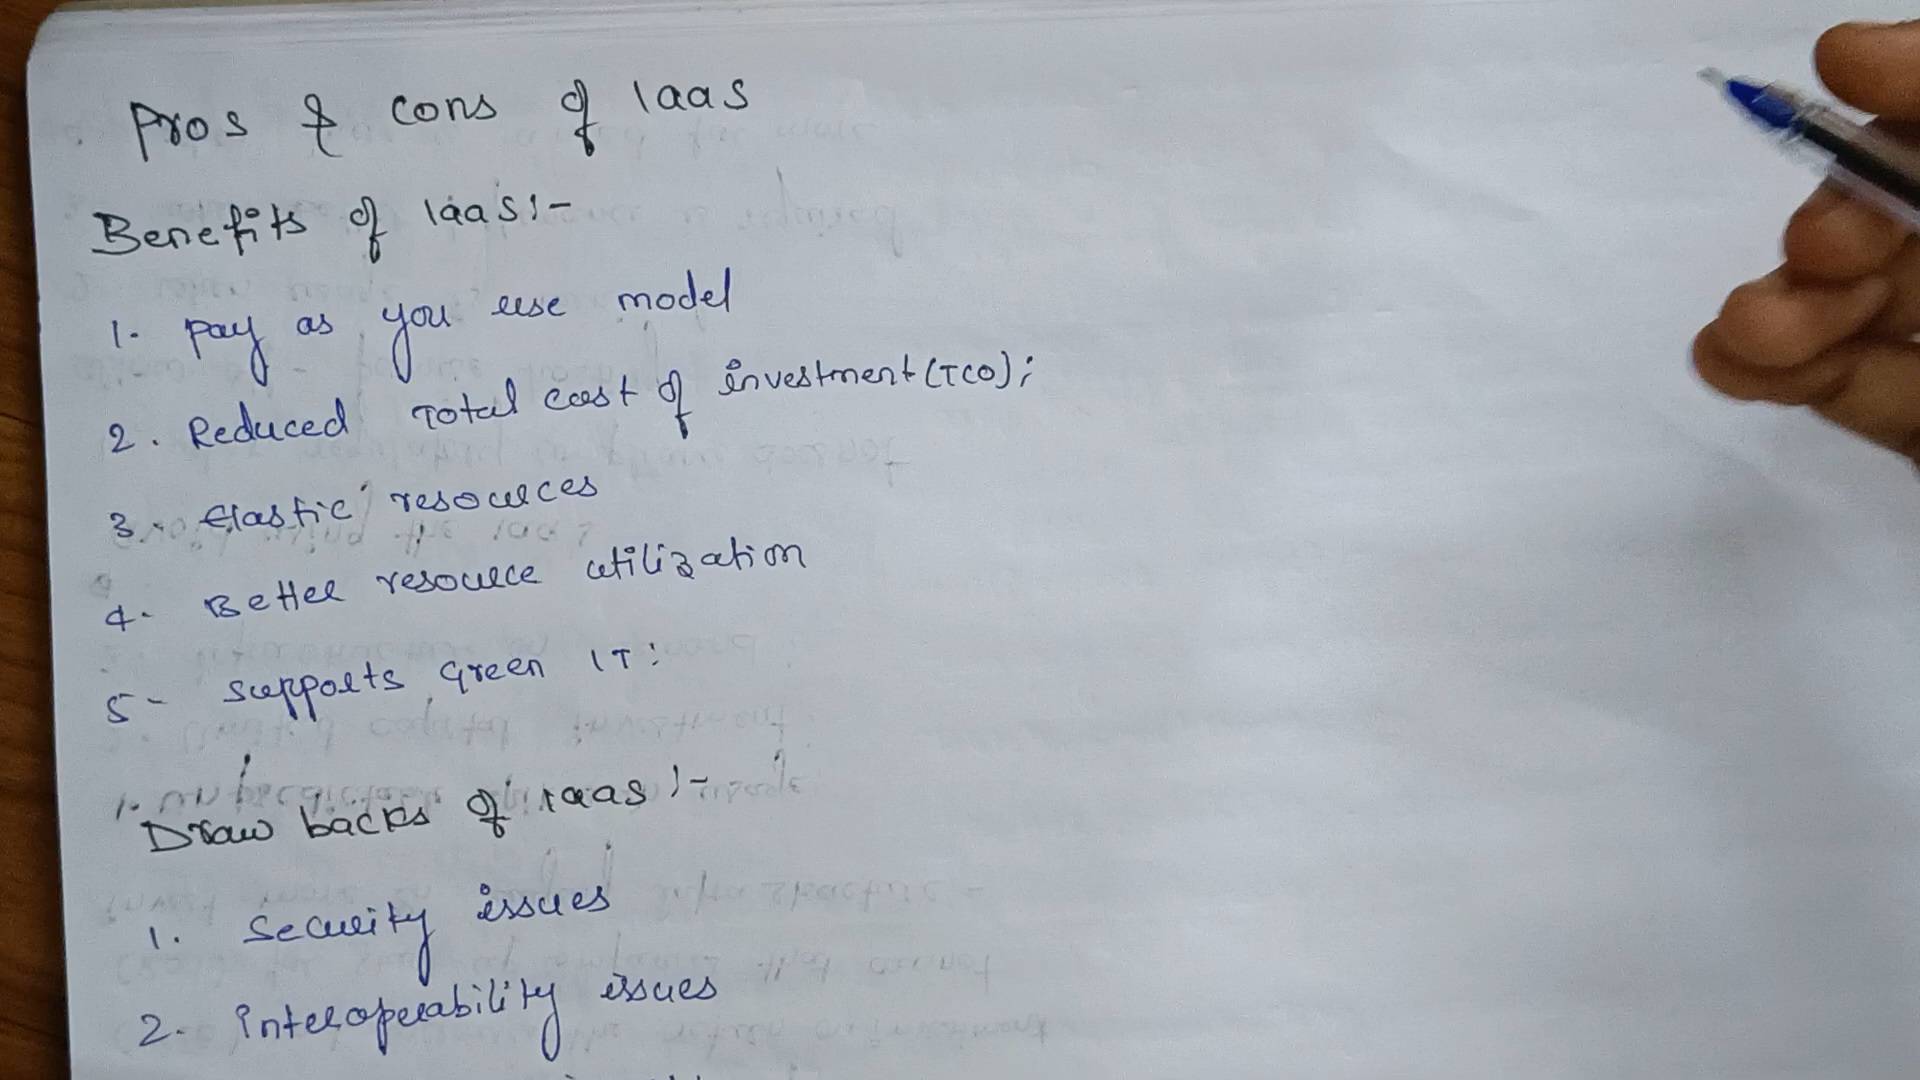 Pros & cons of Iaas
Benefits of Iaas:-
1. pay as you use model
2. Reduced Total cost of investment (TCO);
3. Elastic resources
4. Better resource utilization
5- supports Green IT:
Draw backs of Iaas :-
1. Security issues
2. Interoperability issues